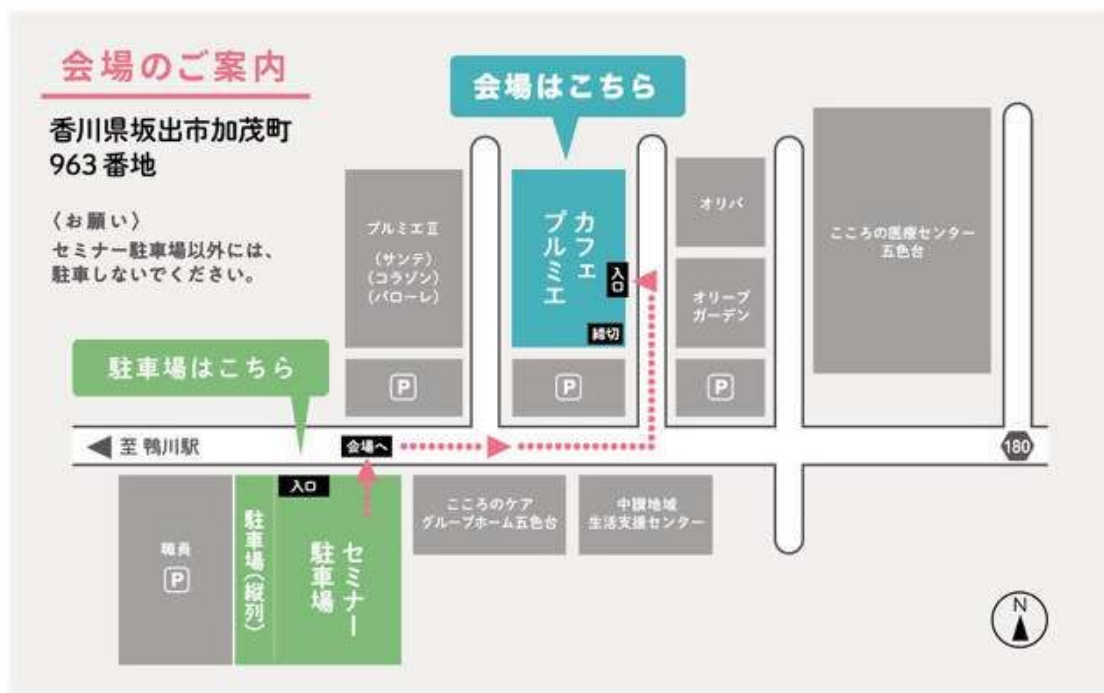 会場のご案内
香川県坂出市加茂町
963番地
〈お願い〉
セミナー駐車場以外には、
駐車しないでください。
会場はこちら
プルミエⅡ
(サンテ)
(コラソン)
(パローレ)
カフェ
プルミエ
入口
締切
オリバ
オリーブ
ガーデン
こころの医療センター
五色台
駐車場はこちら
P
P
P
至 鴨川駅
会場へ
180
職員
P
駐車場(縦列)
入口
セミナー
駐車場
こころのケア
グループホーム五色台
中讃地域
生活支援センター
N